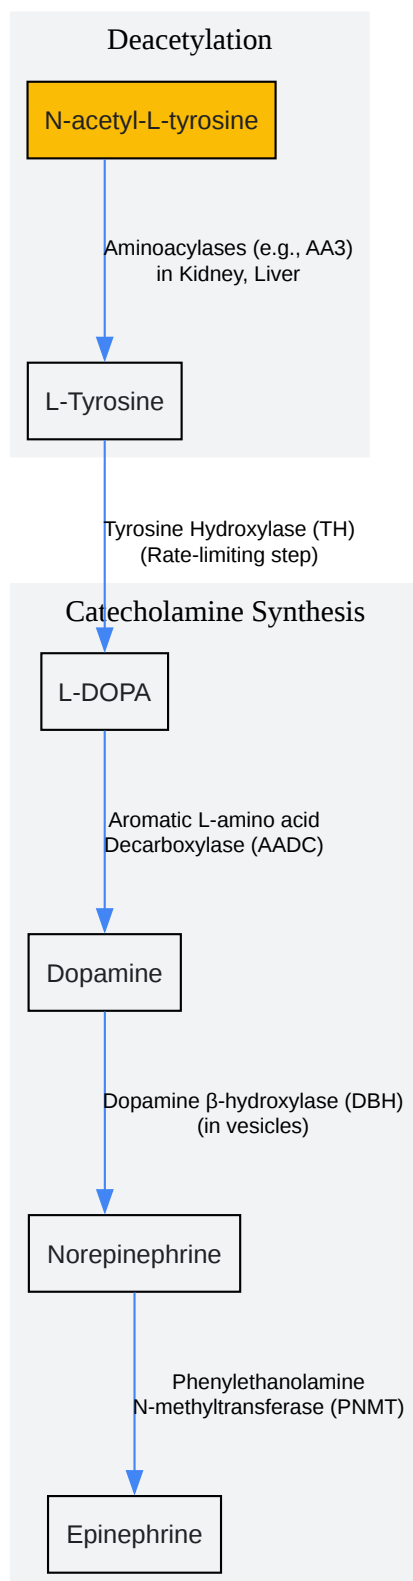 Deacetylation
N-acetyl-L-tyrosine
Aminoacylases (e.g., AA3)
in Kidney, Liver
L-Tyrosine
Tyrosine Hydroxylase (TH)
(Rate-limiting step)
Catecholamine Synthesis
L-DOPA
Aromatic L-amino acid
Decarboxylase (AADC)
Dopamine
Dopamine β-hydroxylase (DBH)
(in vesicles)
Norepinephrine
Phenylethanolamine
N-methyltransferase (PNMT)
Epinephrine